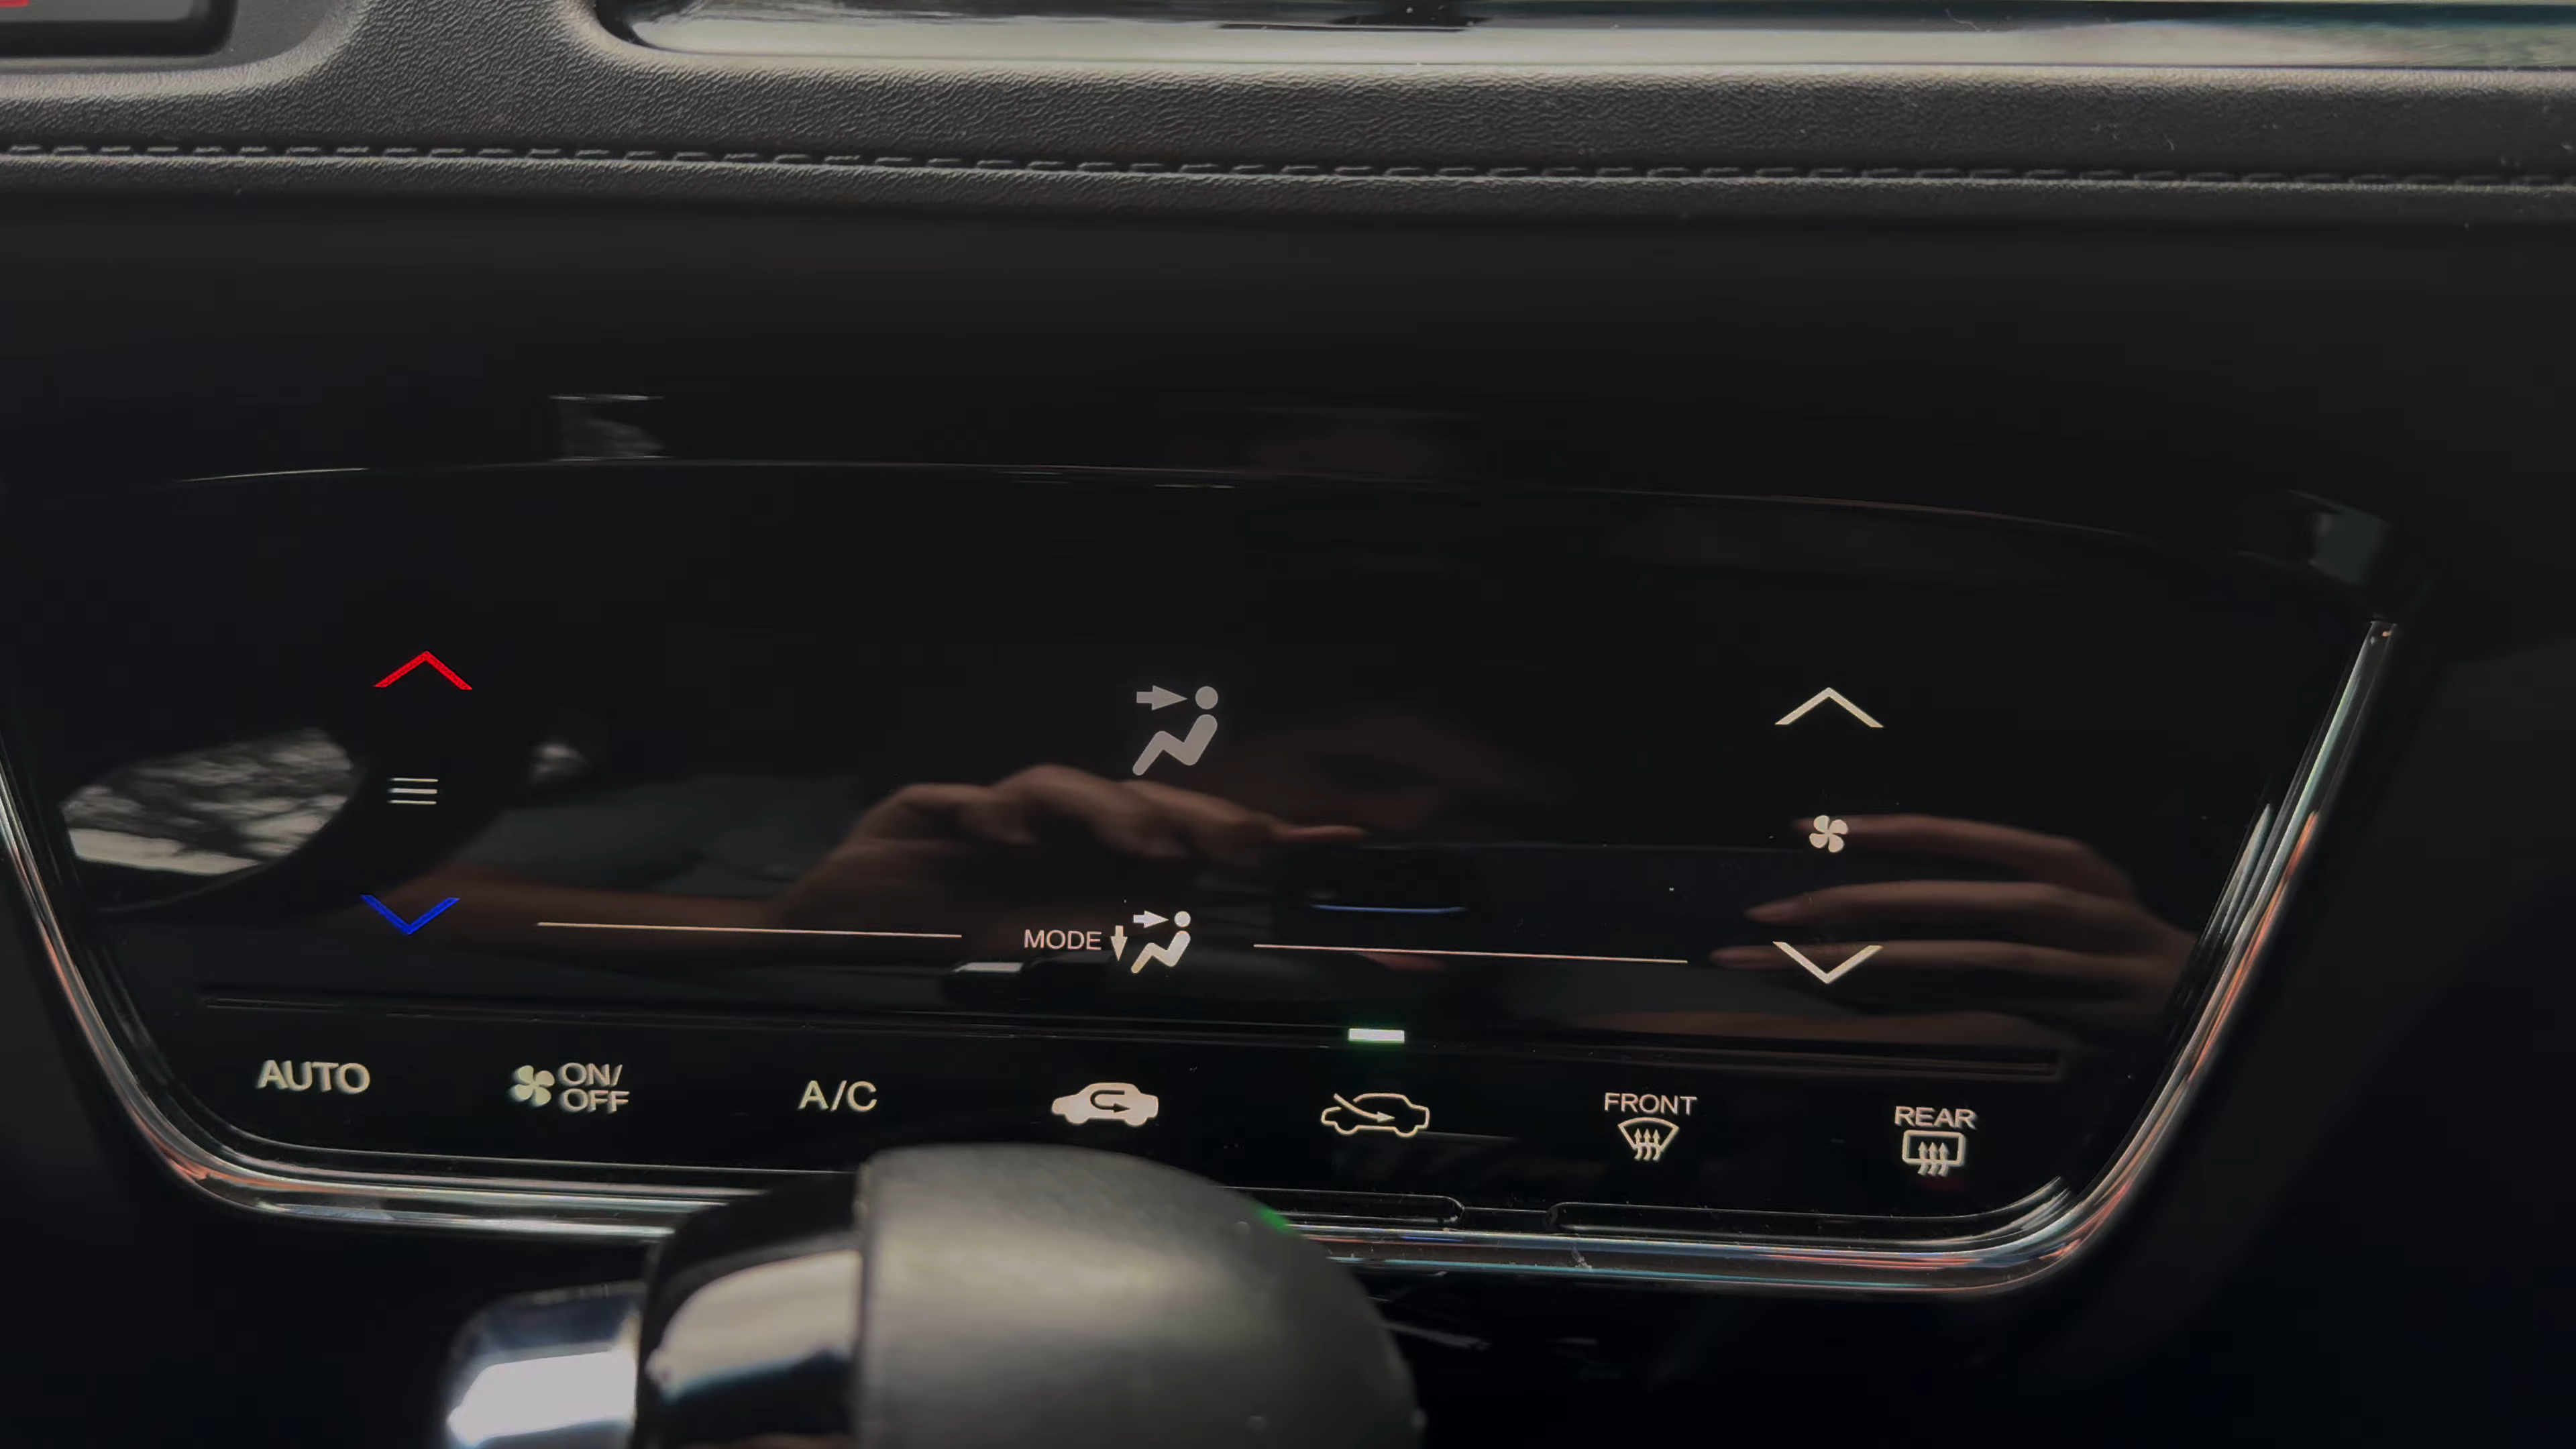 MODE
AUTO
ON/
OFF
A/C
FRONT
REAR